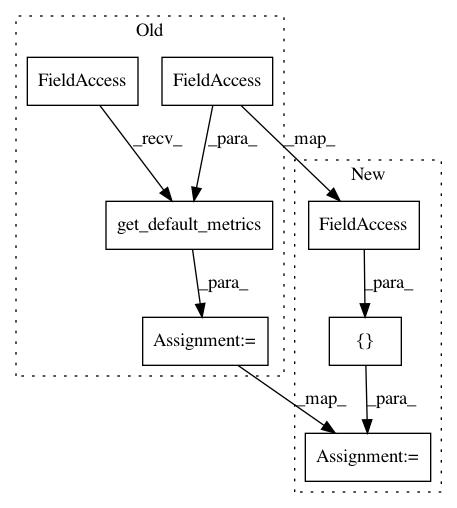 Old
FieldAccess
FieldAccess
_recv_
_para_
_map_
New
get_default_metrics
FieldAccess
_para_
_para_
Assignment:=
{}
_map_
_para_
Assignment:=